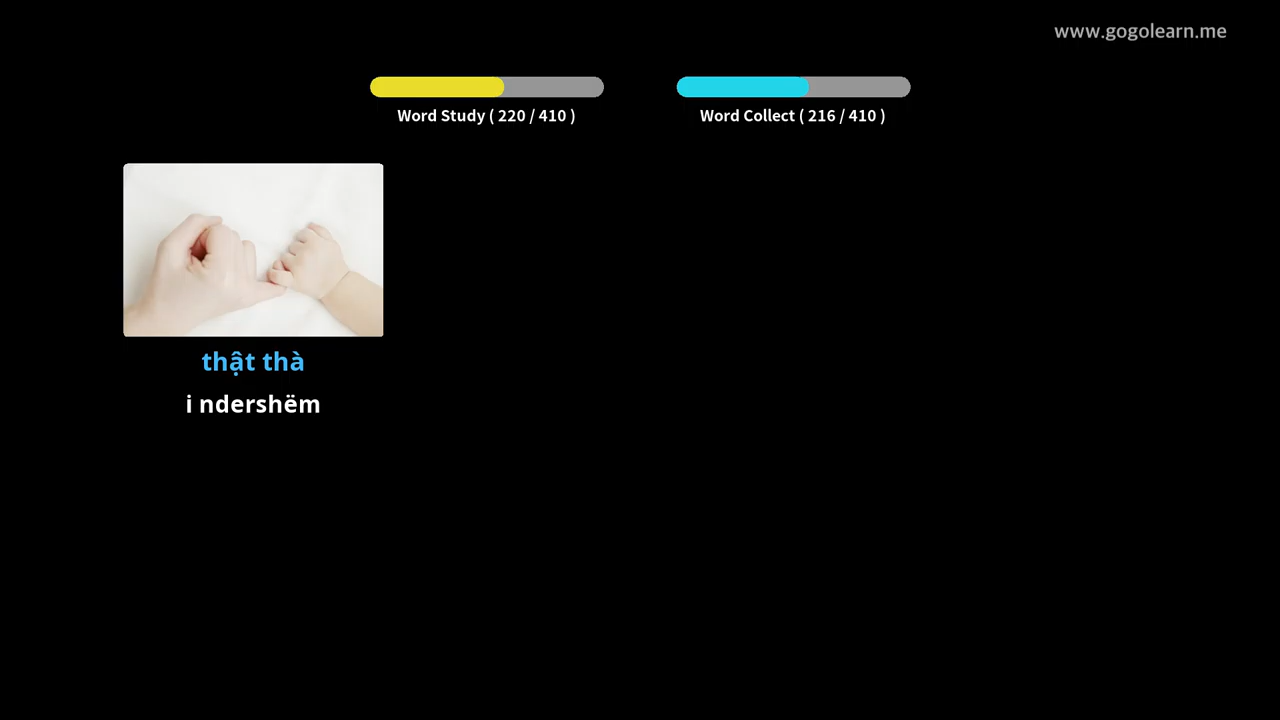 www.gogolearn.me
Word Study ( 220 / 410 )
Word Collect ( 216 / 410 )
thật thà
i ndershëm